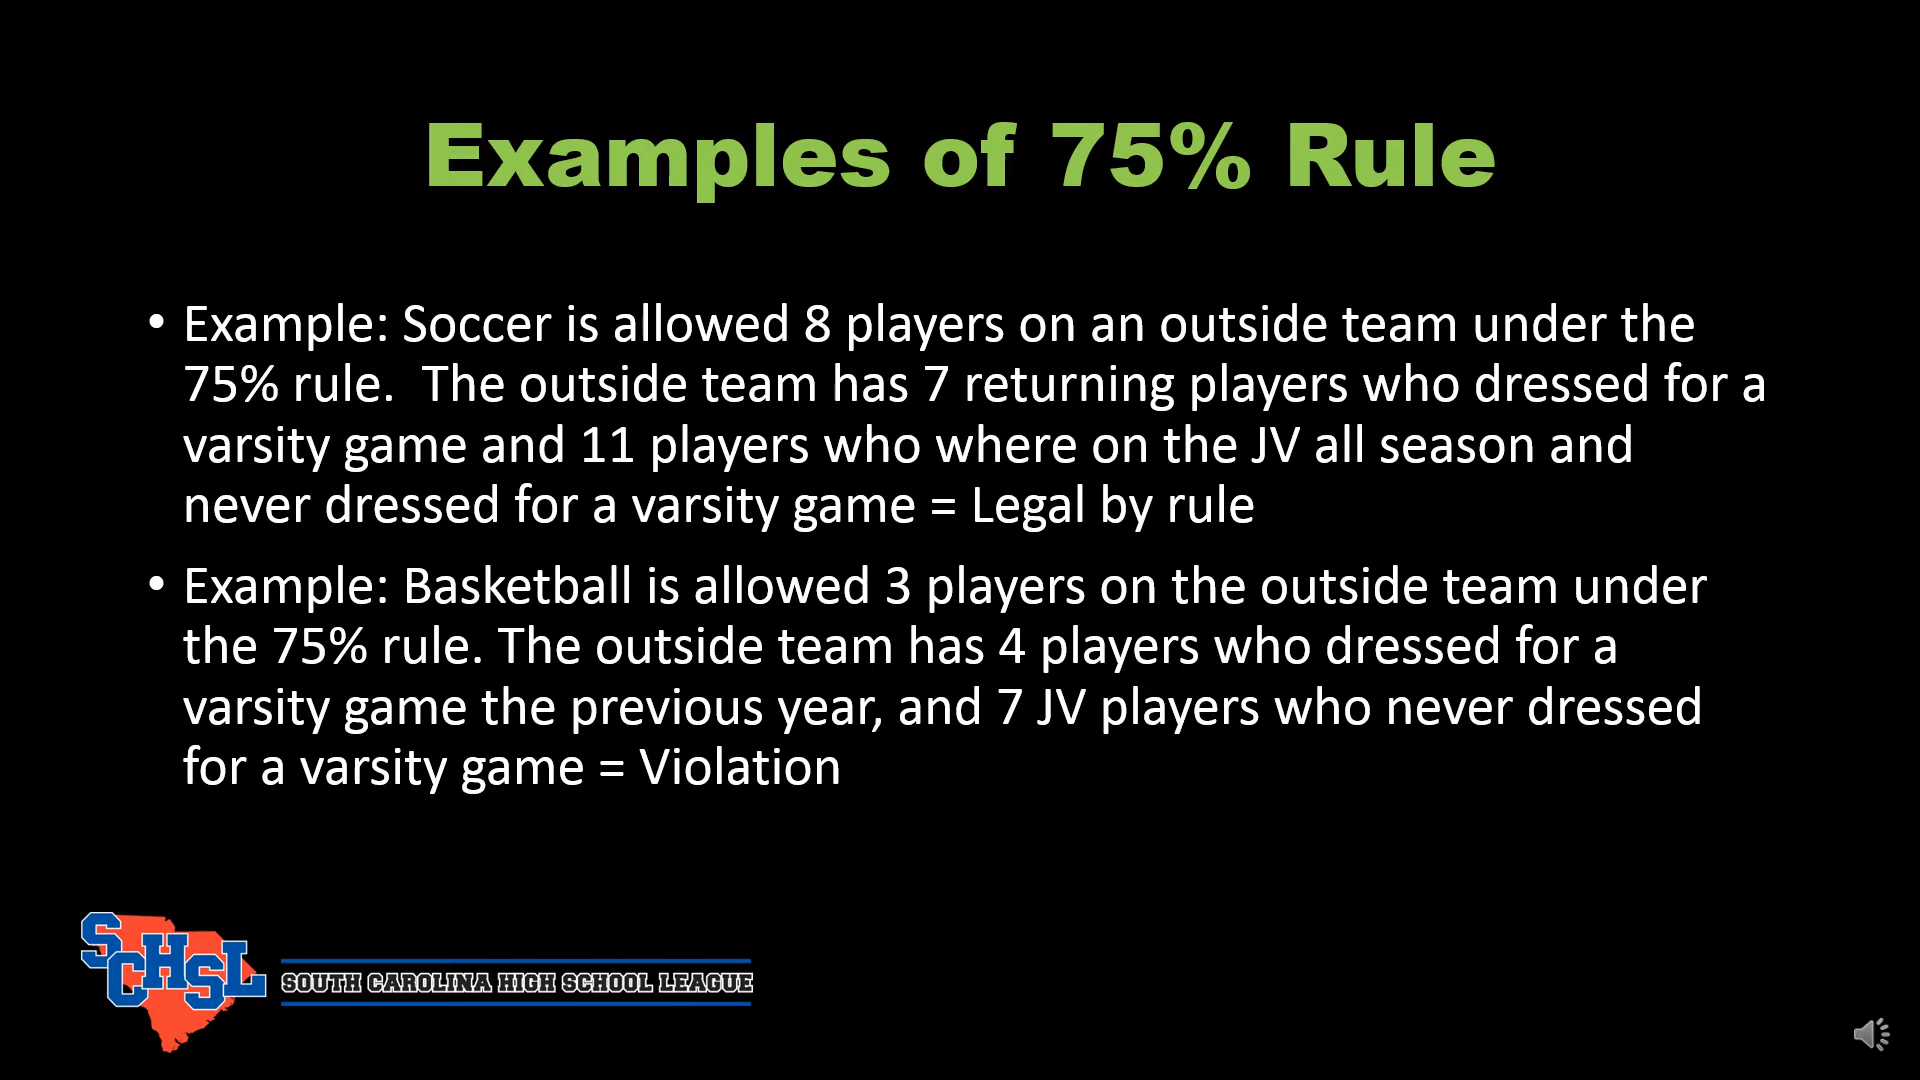 Examples of 75% Rule
• Example: Soccer is allowed 8 players on an outside team under the
75% rule.  The outside team has 7 returning players who dressed for a
varsity game and 11 players who where on the JV all season and
never dressed for a varsity game = Legal by rule
• Example: Basketball is allowed 3 players on the outside team under
the 75% rule. The outside team has 4 players who dressed for a
varsity game the previous year, and 7 JV players who never dressed
for a varsity game = Violation
SCHSL
SOUTH CAROLINA HIGH SCHOOL LEAGUE